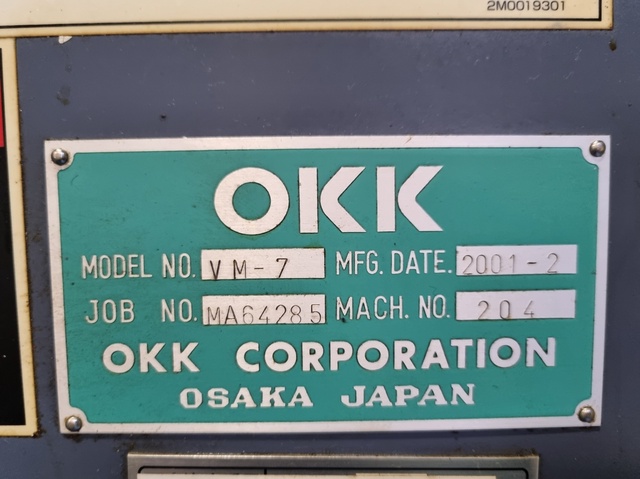 2M0019301
OKK
MODEL NO. VM-7 MFG. DATE. 2001-2
JOB NO. MA64285 MACH. NO. 204
OKK CORPORATION
OSAKA JAPAN